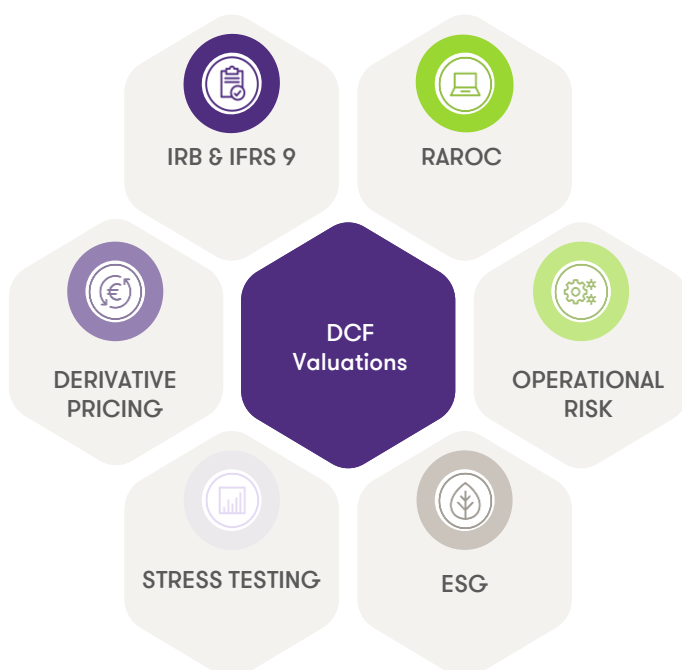 IRB & IFRS 9
RAROC
DCF
Valuations
DERIVATIVE
PRICING
OPERATIONAL
RISK
STRESS TESTING
ESG
€